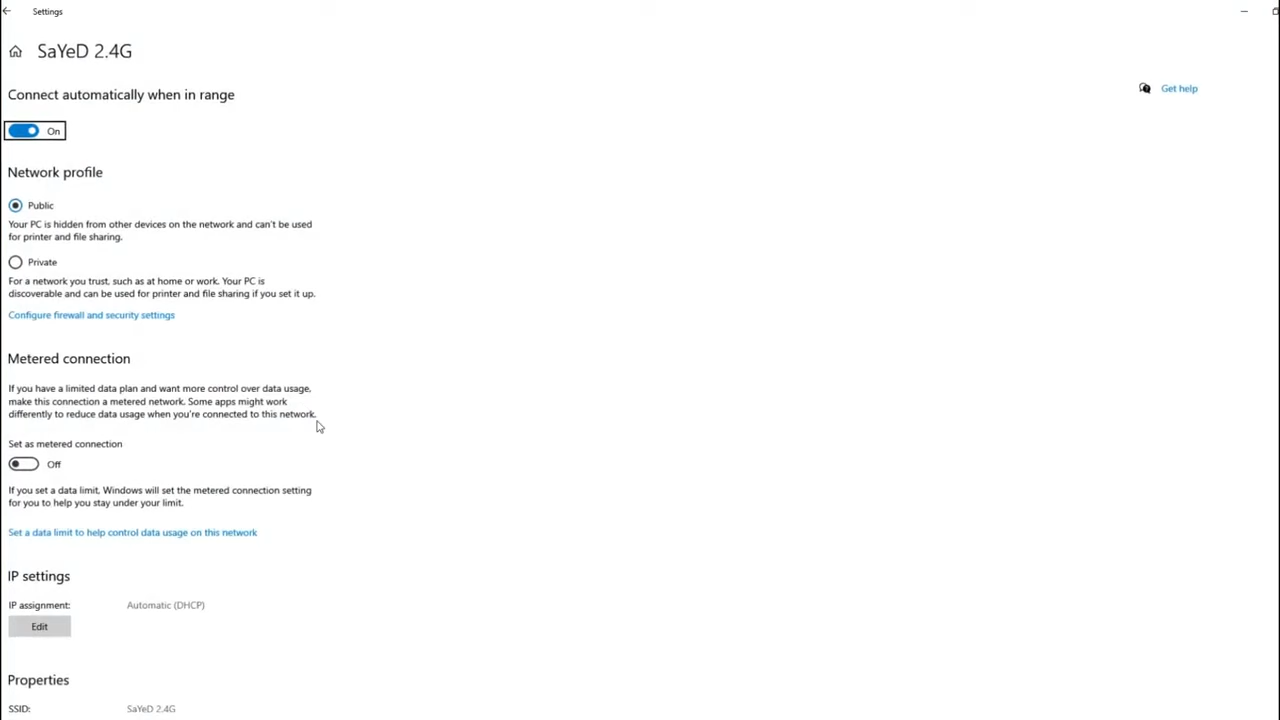 Settings
SaYeD 2.4G
Connect automatically when in range
Get help
On
Network profile
Public
Your PC is hidden from other devices on the network and can't be used
for printer and file sharing.
Private
For a network you trust, such as at home or work. Your PC is
discoverable and can be used for printer and file sharing if you set it up.
Configure firewall and security settings
Metered connection
If you have a limited data plan and want more control over data usage,
make this connection a metered network. Some apps might work
differently to reduce data usage when you're connected to this network.
Set as metered connection
Off
If you set a data limit, Windows will set the metered connection setting
for you to help you stay under your limit.
Set a data limit to help control data usage on this network
IP settings
IP assignment: Automatic (DHCP)
Edit
Properties
SSID: SaYeD 2.4G